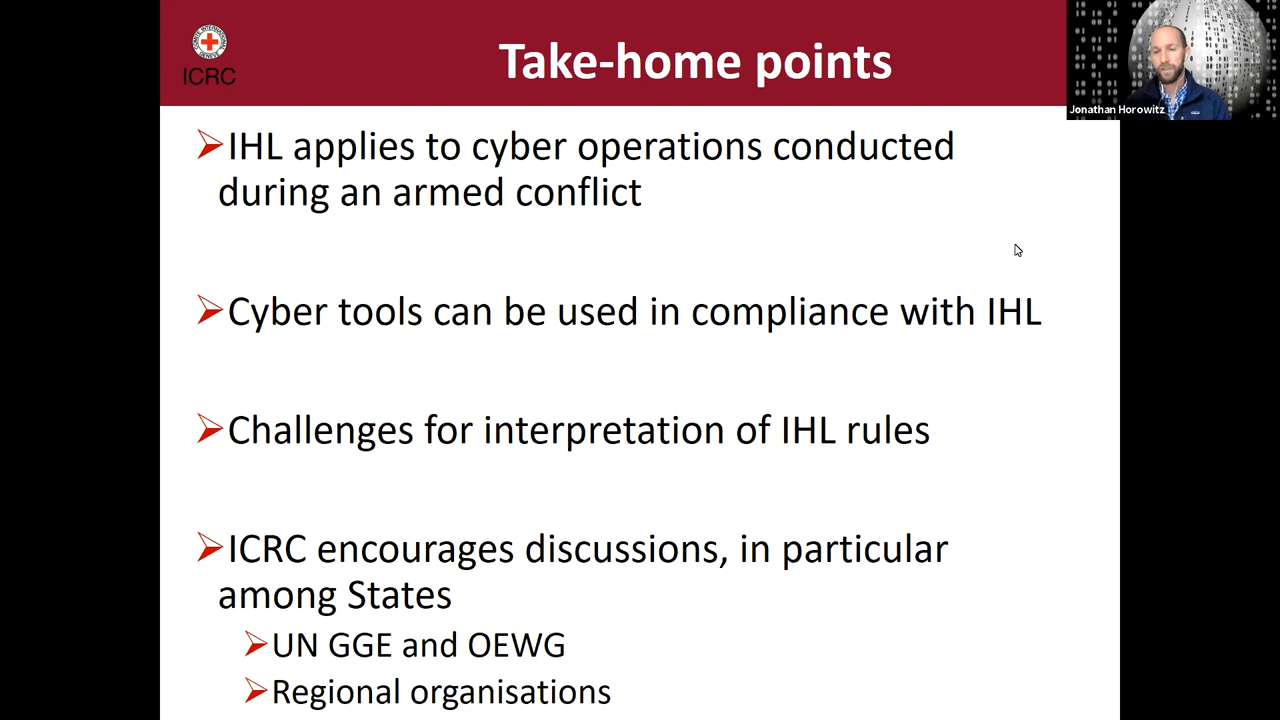 ICRC
Take-home points
Jonathan Horowitz
➢IHL applies to cyber operations conducted
during an armed conflict
➢Cyber tools can be used in compliance with IHL
➢Challenges for interpretation of IHL rules
➢ICRC encourages discussions, in particular
among States
➢UN GGE and OEWG
➢Regional organisations